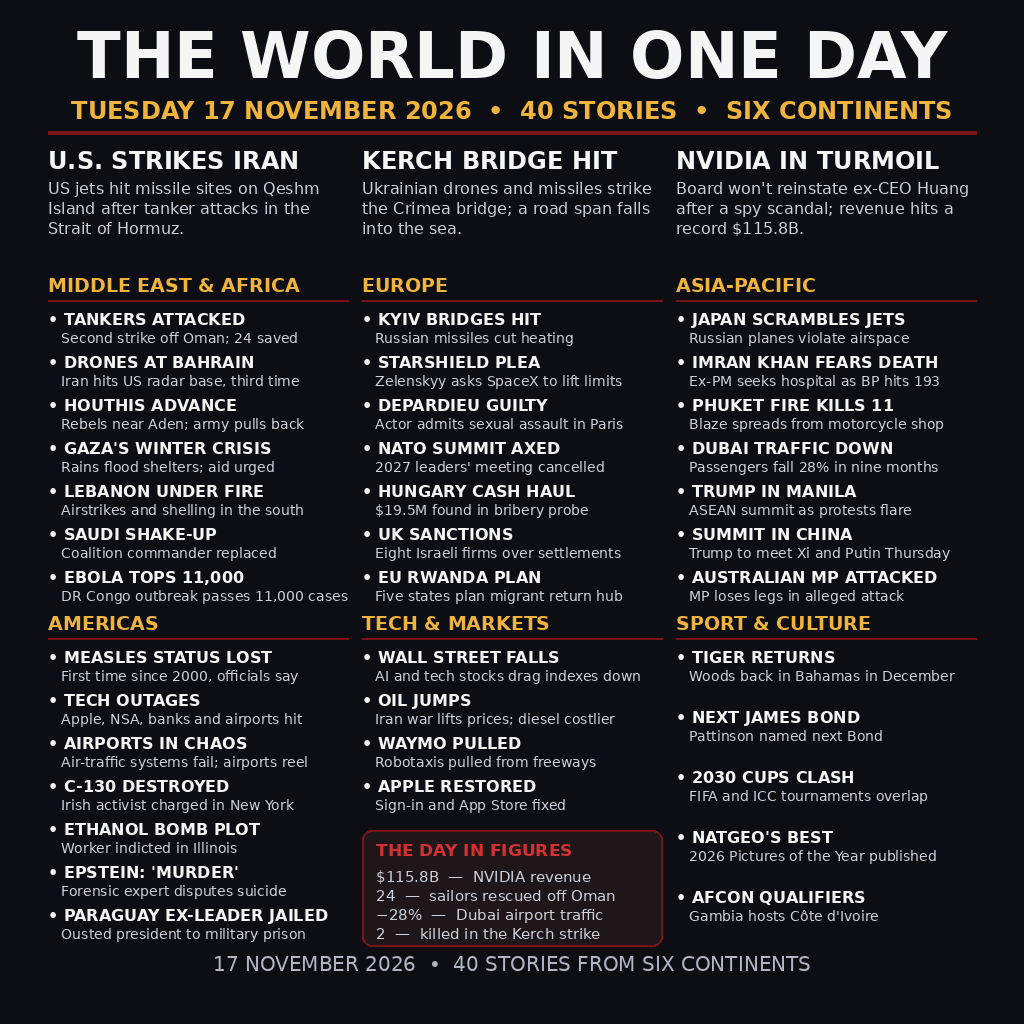 THE WORLD IN ONE DAY
TUESDAY 17 NOVEMBER 2026 • 40 STORIES • SIX CONTINENTS
U.S. STRIKES IRAN
US jets hit missile sites on Qeshm
Island after tanker attacks in the
Strait of Hormuz.
KERCH BRIDGE HIT
Ukrainian drones and missiles strike
the Crimea bridge; a road span falls
into the sea.
NVIDIA IN TURMOIL
Board won't reinstate ex-CEO Huang
after a spy scandal; revenue hits a
record $115.8B.
MIDDLE EAST & AFRICA
• TANKERS ATTACKED
Second strike off Oman; 24 saved
• DRONES AT BAHRAIN
Iran hits US radar base, third time
• HOUTHIS ADVANCE
Rebels near Aden; army pulls back
• GAZA'S WINTER CRISIS
Rains flood shelters; aid urged
• LEBANON UNDER FIRE
Airstrikes and shelling in the south
• SAUDI SHAKE-UP
Coalition commander replaced
• EBOLA TOPS 11,000
DR Congo outbreak passes 11,000 cases
EUROPE
• KYIV BRIDGES HIT
Russian missiles cut heating
• STARSHIELD PLEA
Zelenskyy asks SpaceX to lift limits
• DEPARDIEU GUILTY
Actor admits sexual assault in Paris
• NATO SUMMIT AXED
2027 leaders' meeting cancelled
• HUNGARY CASH HAUL
$19.5M found in bribery probe
• UK SANCTIONS
Eight Israeli firms over settlements
• EU RWANDA PLAN
Five states plan migrant return hub
ASIA-PACIFIC
• JAPAN SCRAMBLES JETS
Russian planes violate airspace
• IMRAN KHAN FEARS DEATH
Ex-PM seeks hospital as BP hits 193
• PHUKET FIRE KILLS 11
Blaze spreads from motorcycle shop
• DUBAI TRAFFIC DOWN
Passengers fall 28% in nine months
• TRUMP IN MANILA
ASEAN summit as protests flare
• SUMMIT IN CHINA
Trump to meet Xi and Putin Thursday
• AUSTRALIAN MP ATTACKED
MP loses legs in alleged attack
AMERICAS
• MEASLES STATUS LOST
First time since 2000, officials say
• TECH OUTAGES
Apple, NSA, banks and airports hit
• AIRPORTS IN CHAOS
Air-traffic systems fail; airports reel
• C-130 DESTROYED
Irish activist charged in New York
• ETHANOL BOMB PLOT
Worker indicted in Illinois
• EPSTEIN: 'MURDER'
Forensic expert disputes suicide
• PARAGUAY EX-LEADER JAILED
Ousted president to military prison
TECH & MARKETS
• WALL STREET FALLS
AI and tech stocks drag indexes down
• OIL JUMPS
Iran war lifts prices; diesel costlier
• WAYMO PULLED
Robotaxis pulled from freeways
• APPLE RESTORED
Sign-in and App Store fixed
THE DAY IN FIGURES
$115.8B — NVIDIA revenue
24 — sailors rescued off Oman
−28% — Dubai airport traffic
2 — killed in the Kerch strike
SPORT & CULTURE
• TIGER RETURNS
Woods back in Bahamas in December
• NEXT JAMES BOND
Pattinson named next Bond
• 2030 CUPS CLASH
FIFA and ICC tournaments overlap
• NATGEO'S BEST
2026 Pictures of the Year published
• AFCON QUALIFIERS
Gambia hosts Côte d'Ivoire
17 NOVEMBER 2026 • 40 STORIES FROM SIX CONTINENTS